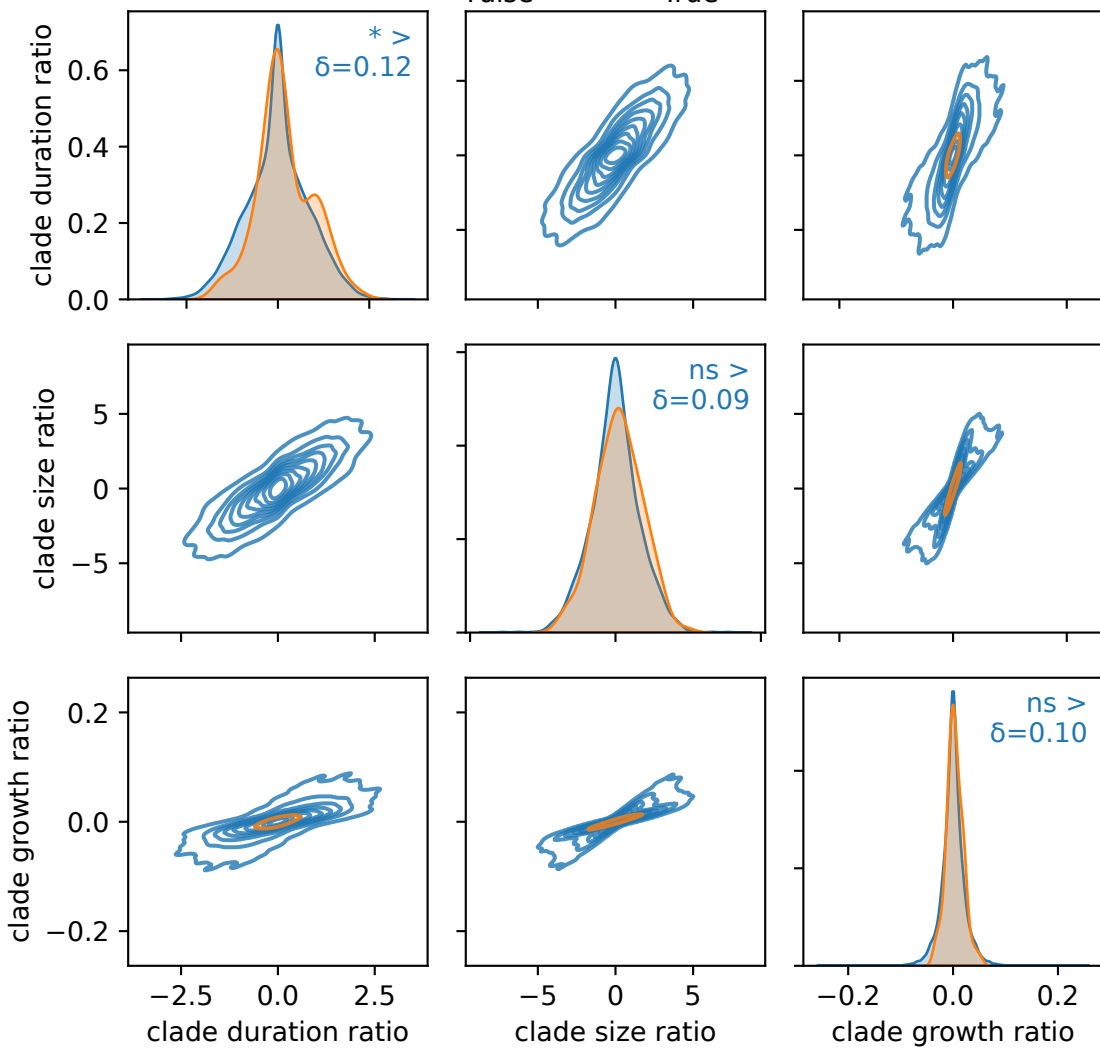 clade duration ratio
0.6
0.4
0.2
0.0
* >
δ=0.12
clade size ratio
5
0
−5
ns >
δ=0.09
clade growth ratio
0.2
0.0
−0.2
ns >
δ=0.10
−2.5 0.0 2.5
−5 0 5
−0.2 0.0 0.2
clade duration ratio
clade size ratio
clade growth ratio